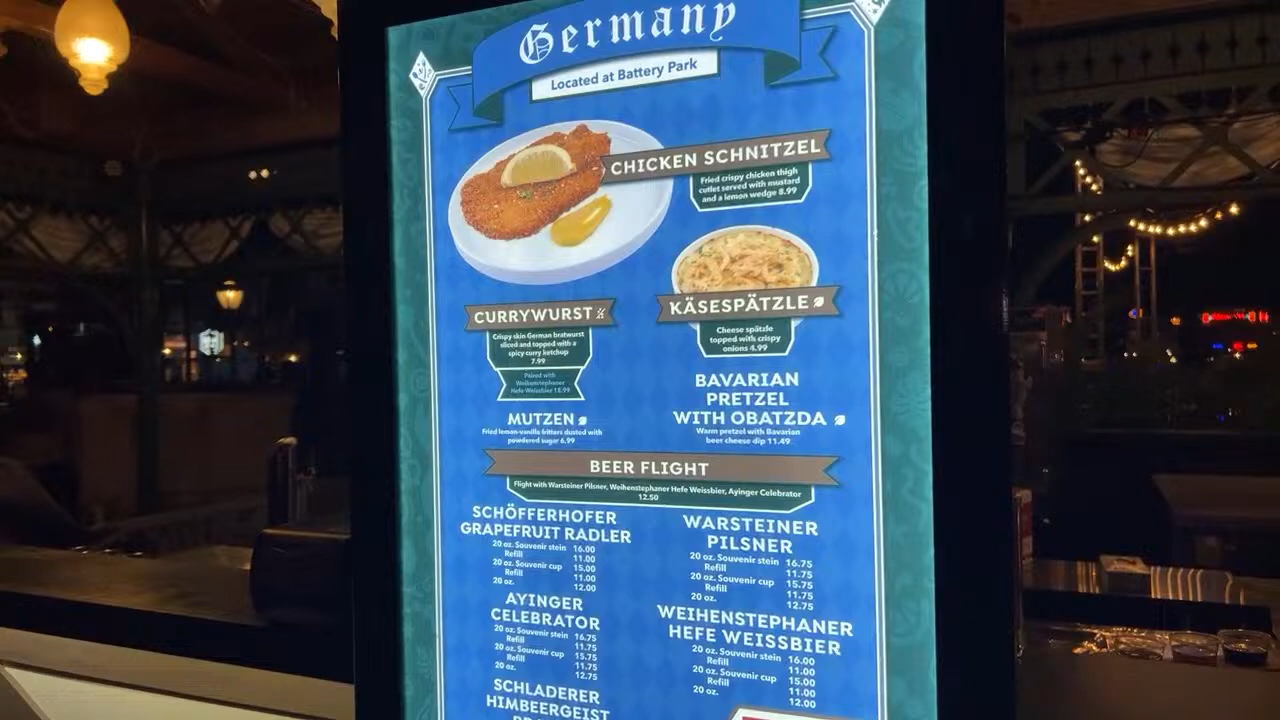 Germany
Located at Battery Park
CHICKEN SCHNITZEL
Fried crispy chicken thigh
cutlet served with mustard
and a lemon wedge 8.99
CURRYWURST
Crispy skin German bratwurst
sliced and topped with a
spicy curry ketchup
7.99
Paired with
Weihenstephaner
Hefe-Weissbier
KÄSESPÄTZLE
Cheese spätzle
topped with crispy
onions 4.99
MUTZEN
Fried lemon-vanilla fritters dusted with
powdered sugar 6.99
BAVARIAN
PRETZEL
WITH OBATZDA
Warm pretzel with Bavarian
beer cheese dip 11.49
BEER FLIGHT
Flight with Warsteiner Pilsner, Weihenstephaner Hefe Weissbier, Ayinger Celebrator
12.50
SCHÖFFERHOFER
GRAPEFRUIT RADLER
20 oz. Souvenir stein 16.00
Refill 11.00
20 oz. Souvenir cup 15.00
Refill 11.00
20 oz. 12.00
AYINGER
CELEBRATOR
20 oz. Souvenir stein 16.75
Refill 11.75
20 oz. Souvenir cup 15.75
Refill 11.75
20 oz. 12.75
SCHLADERER
HIMBEERGEIST
WARSTEINER
PILSNER
20 oz. Souvenir stein 16.75
Refill 11.75
20 oz. Souvenir cup 15.75
Refill 11.75
20 oz. 12.75
WEIHENSTEPHANER
HEFE WEISSBIER
20 oz. Souvenir stein 16.00
Refill 11.00
20 oz. Souvenir cup 15.00
Refill 11.00
20 oz. 12.00